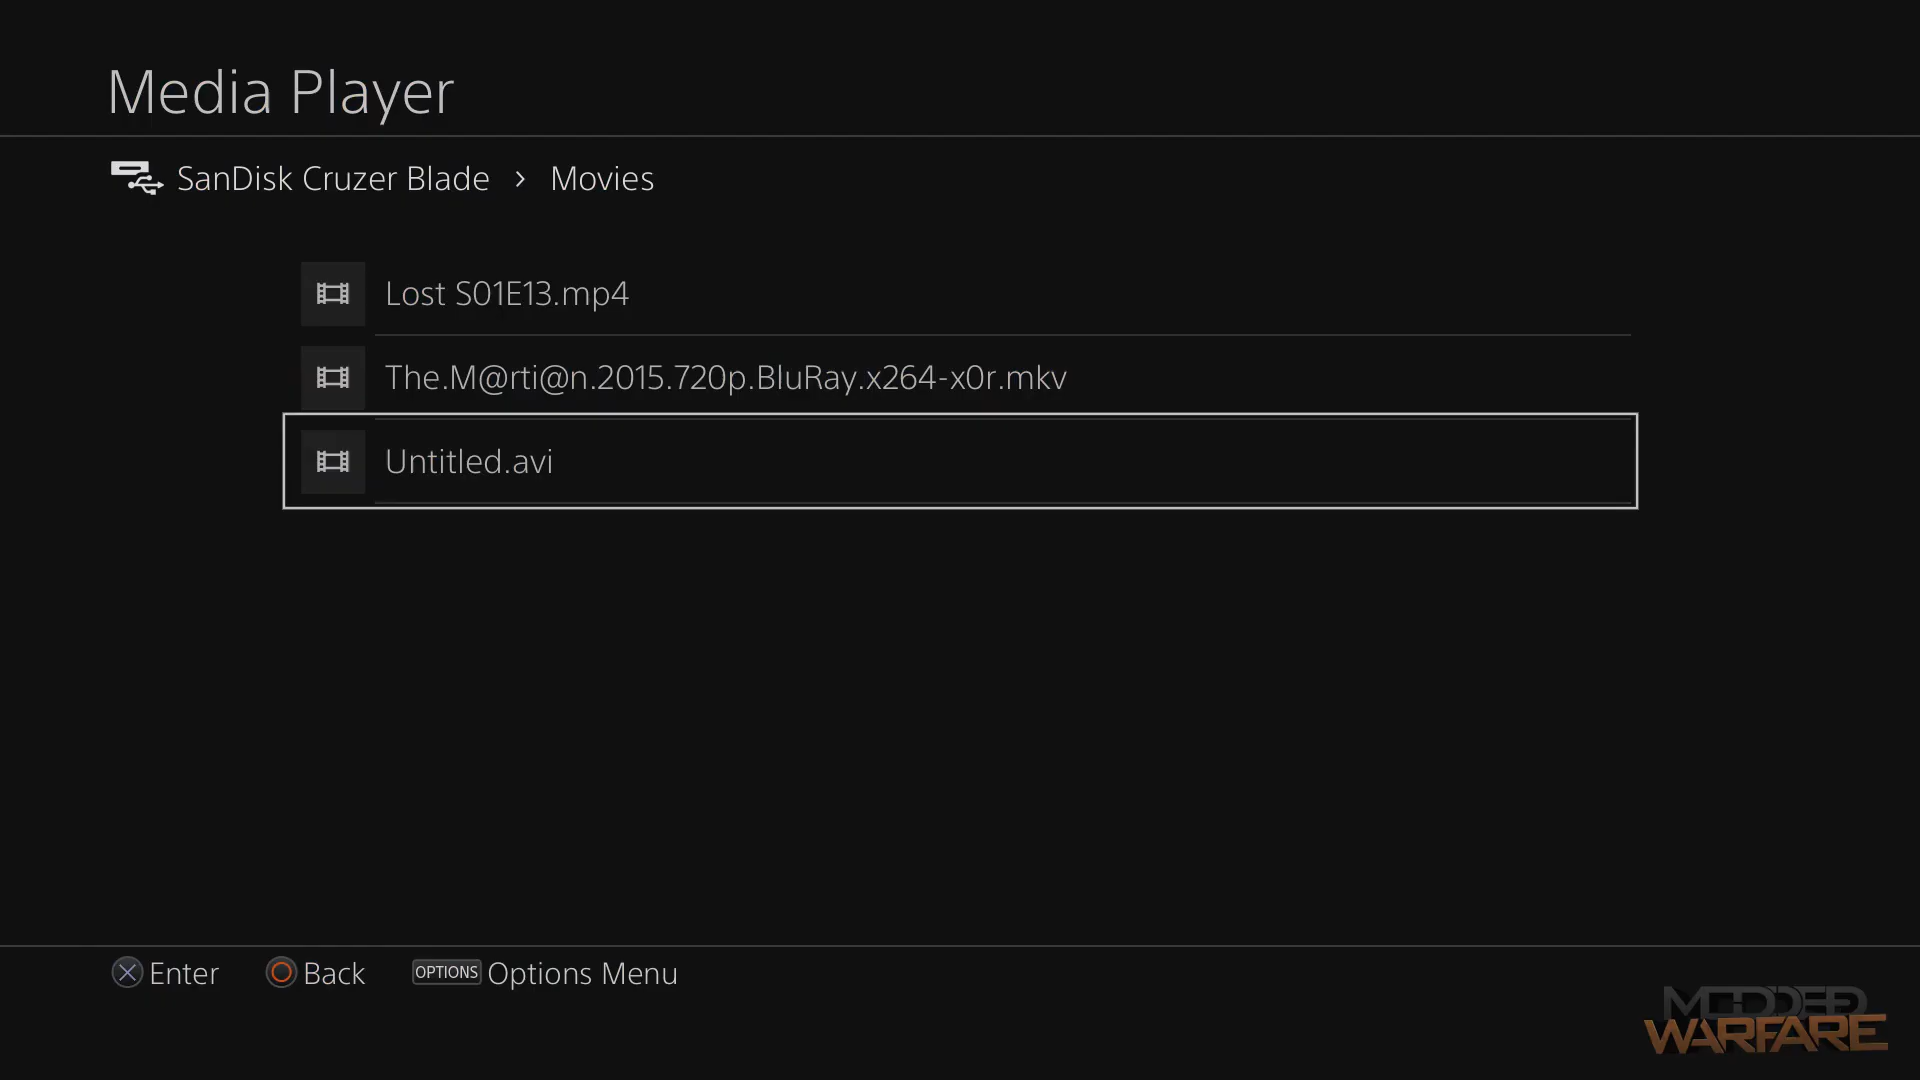 Media Player
SanDisk Cruzer Blade > Movies
Lost S01E13.mp4
The.M@rti@n.2015.720p.BluRay.x264-x0r.mkv
Untitled.avi
Enter Back OPTIONS Options Menu
MODDED
WARFARE